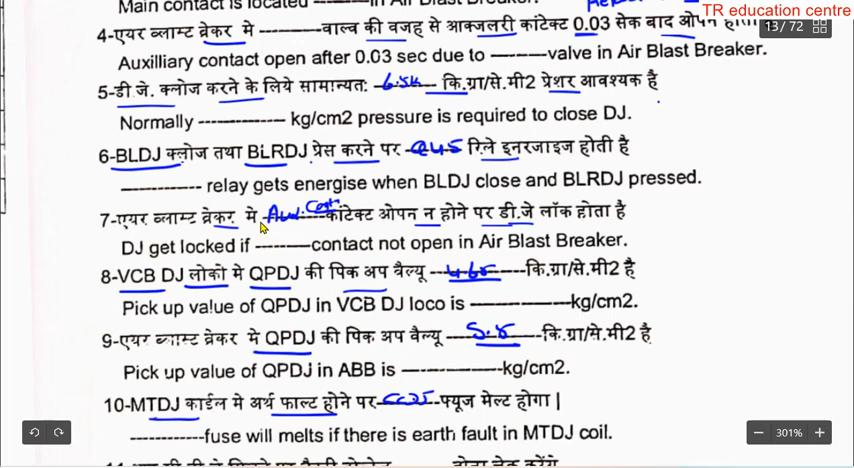 TR education centre
Main contact is located ---------- in Air Blast Breaker.
13 / 72
4-एयर ब्लास्ट ब्रेकर मे ------------वाल्व की वजह से आक्जलरी कांटेक्ट 0.03 सेक बाद ओपन होता
Auxilliary contact open after 0.03 sec due to ----------valve in Air Blast Breaker.
5-डी.जे. क्लोज करने के लिये सामान्यत: 6.5K कि.ग्रा/से.मी2 प्रेशर आवश्यक है
Normally ---------------- kg/cm2 pressure is required to close DJ.
6-BLDJ क्लोज तथा BLRDJ प्रेस करने पर Q45 रिले इनरजाइज होती है
--------------- relay gets energise when BLDJ close and BLRDJ pressed.
7-एयर ब्लास्ट ब्रेकर मे Aux. Cont. कांटेक्ट ओपन न होने पर डी.जे लॉक होता है
DJ get locked if ----------contact not open in Air Blast Breaker.
8-VCB DJ लोको मे QPDJ की पिक अप वैल्यू 4.65 -----कि.ग्रा/से.मी2 है
Pick up value of QPDJ in VCB DJ loco is -------------------kg/cm2.
9-एयर ब्लास्ट ब्रेकर मे QPDJ की पिक अप वैल्यू ---- ----कि.ग्रा/से.मी2 है
Pick up value of QPDJ in ABB is -------------------kg/cm2.
10-MTDJ कार्डल मे अर्थ फाल्ट होने पर ------फ्यूज मेल्ट होगा |
-------------fuse will melts if there is earth fault in MTDJ coil.
301%